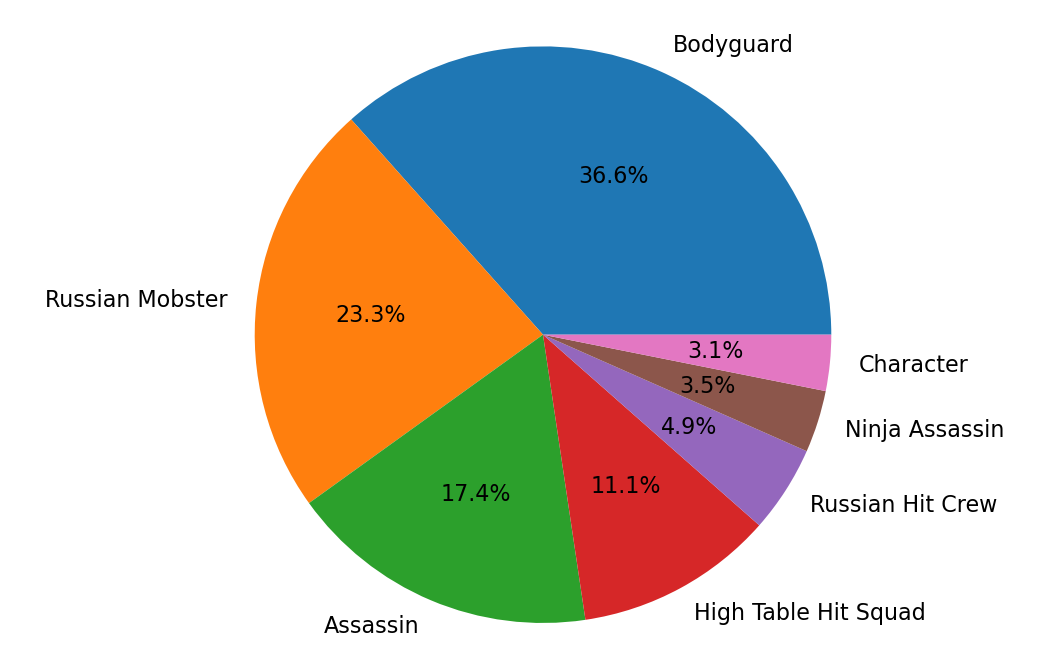 Bodyguard
36.6%
Russian Mobster
23.3%
3.1%
Character
3.5%
Ninja Assassin
4.9%
Russian Hit Crew
17.4%
11.1%
High Table Hit Squad
Assassin